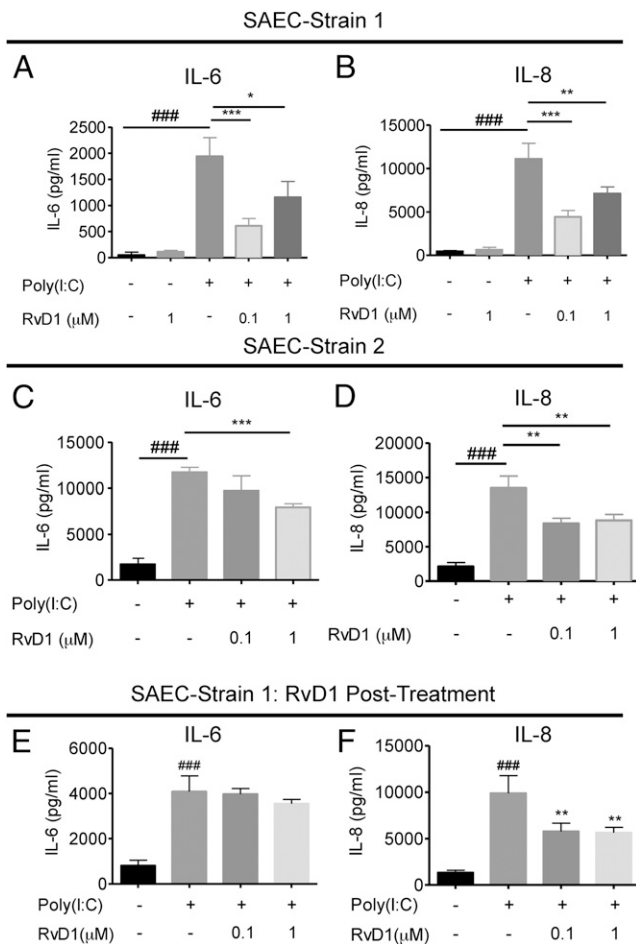 SAEC-Strain 1
A
IL-6
IL-6 (pg/ml)
2500
2000
1500
1000
500
0
###
***
*
Poly(I:C) - - + + +
RvD1 (µM) - 1 - 0.1 1
B
IL-8
IL-8 (pg/ml)
15000
10000
5000
0
###
***
**
Poly(I:C) - - + + +
RvD1 (µM) - 1 - 0.1 1
SAEC-Strain 2
C
IL-6
IL-6 (pg/ml)
15000
10000
5000
0
###
***
Poly(I:C) - + + +
RvD1 (µM) - - 0.1 1
D
IL-8
IL-8 (pg/ml)
20000
15000
10000
5000
0
###
**
**
Poly(I:C) - + + +
RvD1 (µM) - - 0.1 1
SAEC-Strain 1: RvD1 Post-Treatment
E
IL-6
IL-6 (pg/ml)
6000
4000
2000
0
###
Poly(I:C) - + + +
RvD1(µM) - - 0.1 1
F
IL-8
IL-8 (pg/ml)
15000
10000
5000
0
###
**
**
Poly(I:C) - + + +
RvD1(µM) - - 0.1 1